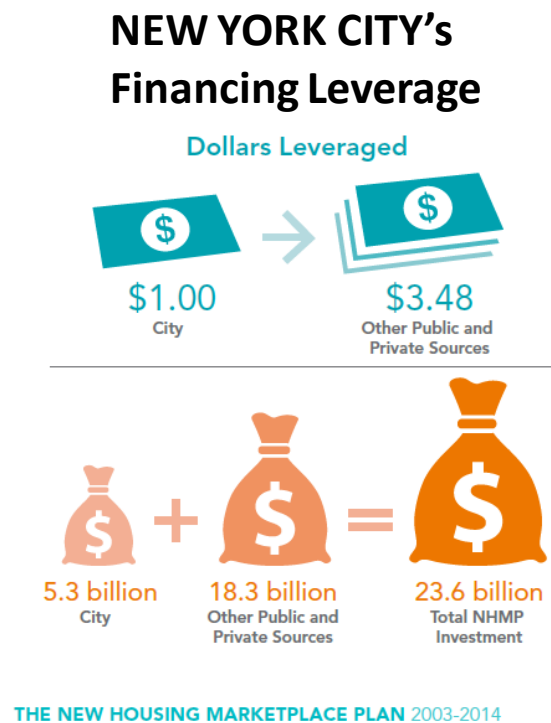 NEW YORK CITY's
Financing Leverage
Dollars Leveraged
$ $
$1.00 $3.48
City Other Public and
Private Sources
$ + $ = $
5.3 billion 18.3 billion 23.6 billion
City Other Public and Total NHMP
Private Sources Investment
THE NEW HOUSING MARKETPLACE PLAN 2003-2014